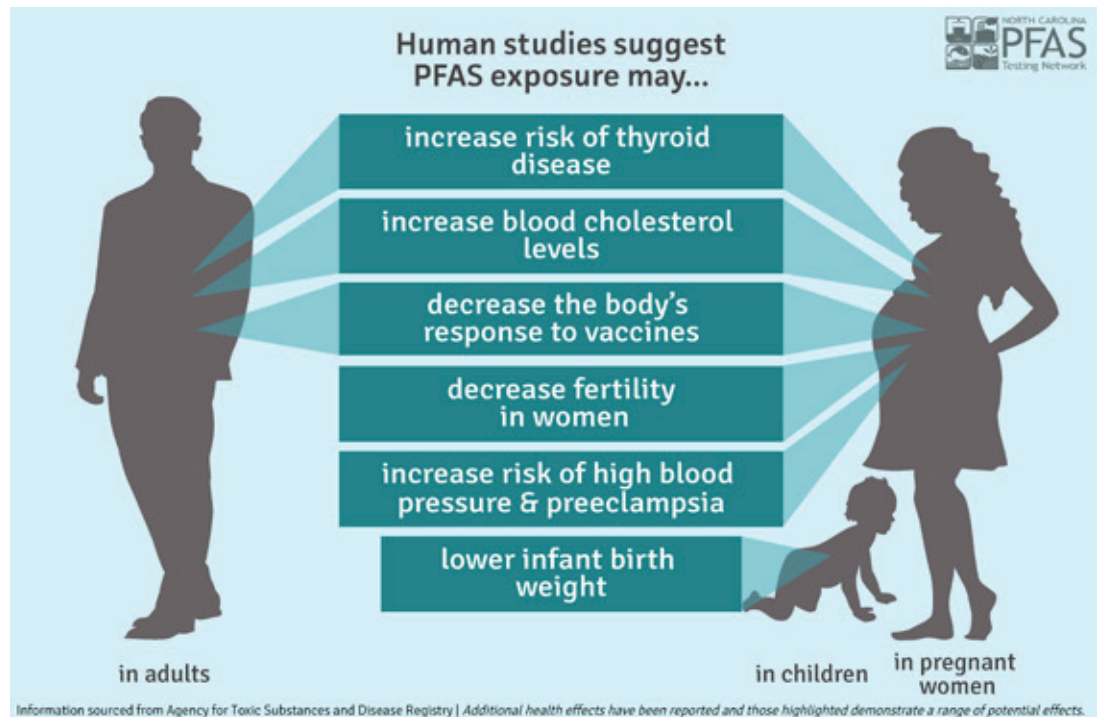 Human studies suggest
PFAS exposure may...
NORTH CAROLINA
PFAS
Testing Network
increase risk of thyroid
disease
increase blood cholesterol
levels
decrease the body's
response to vaccines
decrease fertility
in women
increase risk of high blood
pressure & preeclampsia
lower infant birth
weight
in adults
in children
in pregnant
women
Information sourced from Agency for Toxic Substances and Disease Registry | Additional health effects have been reported and those highlighted demonstrate a range of potential effects.